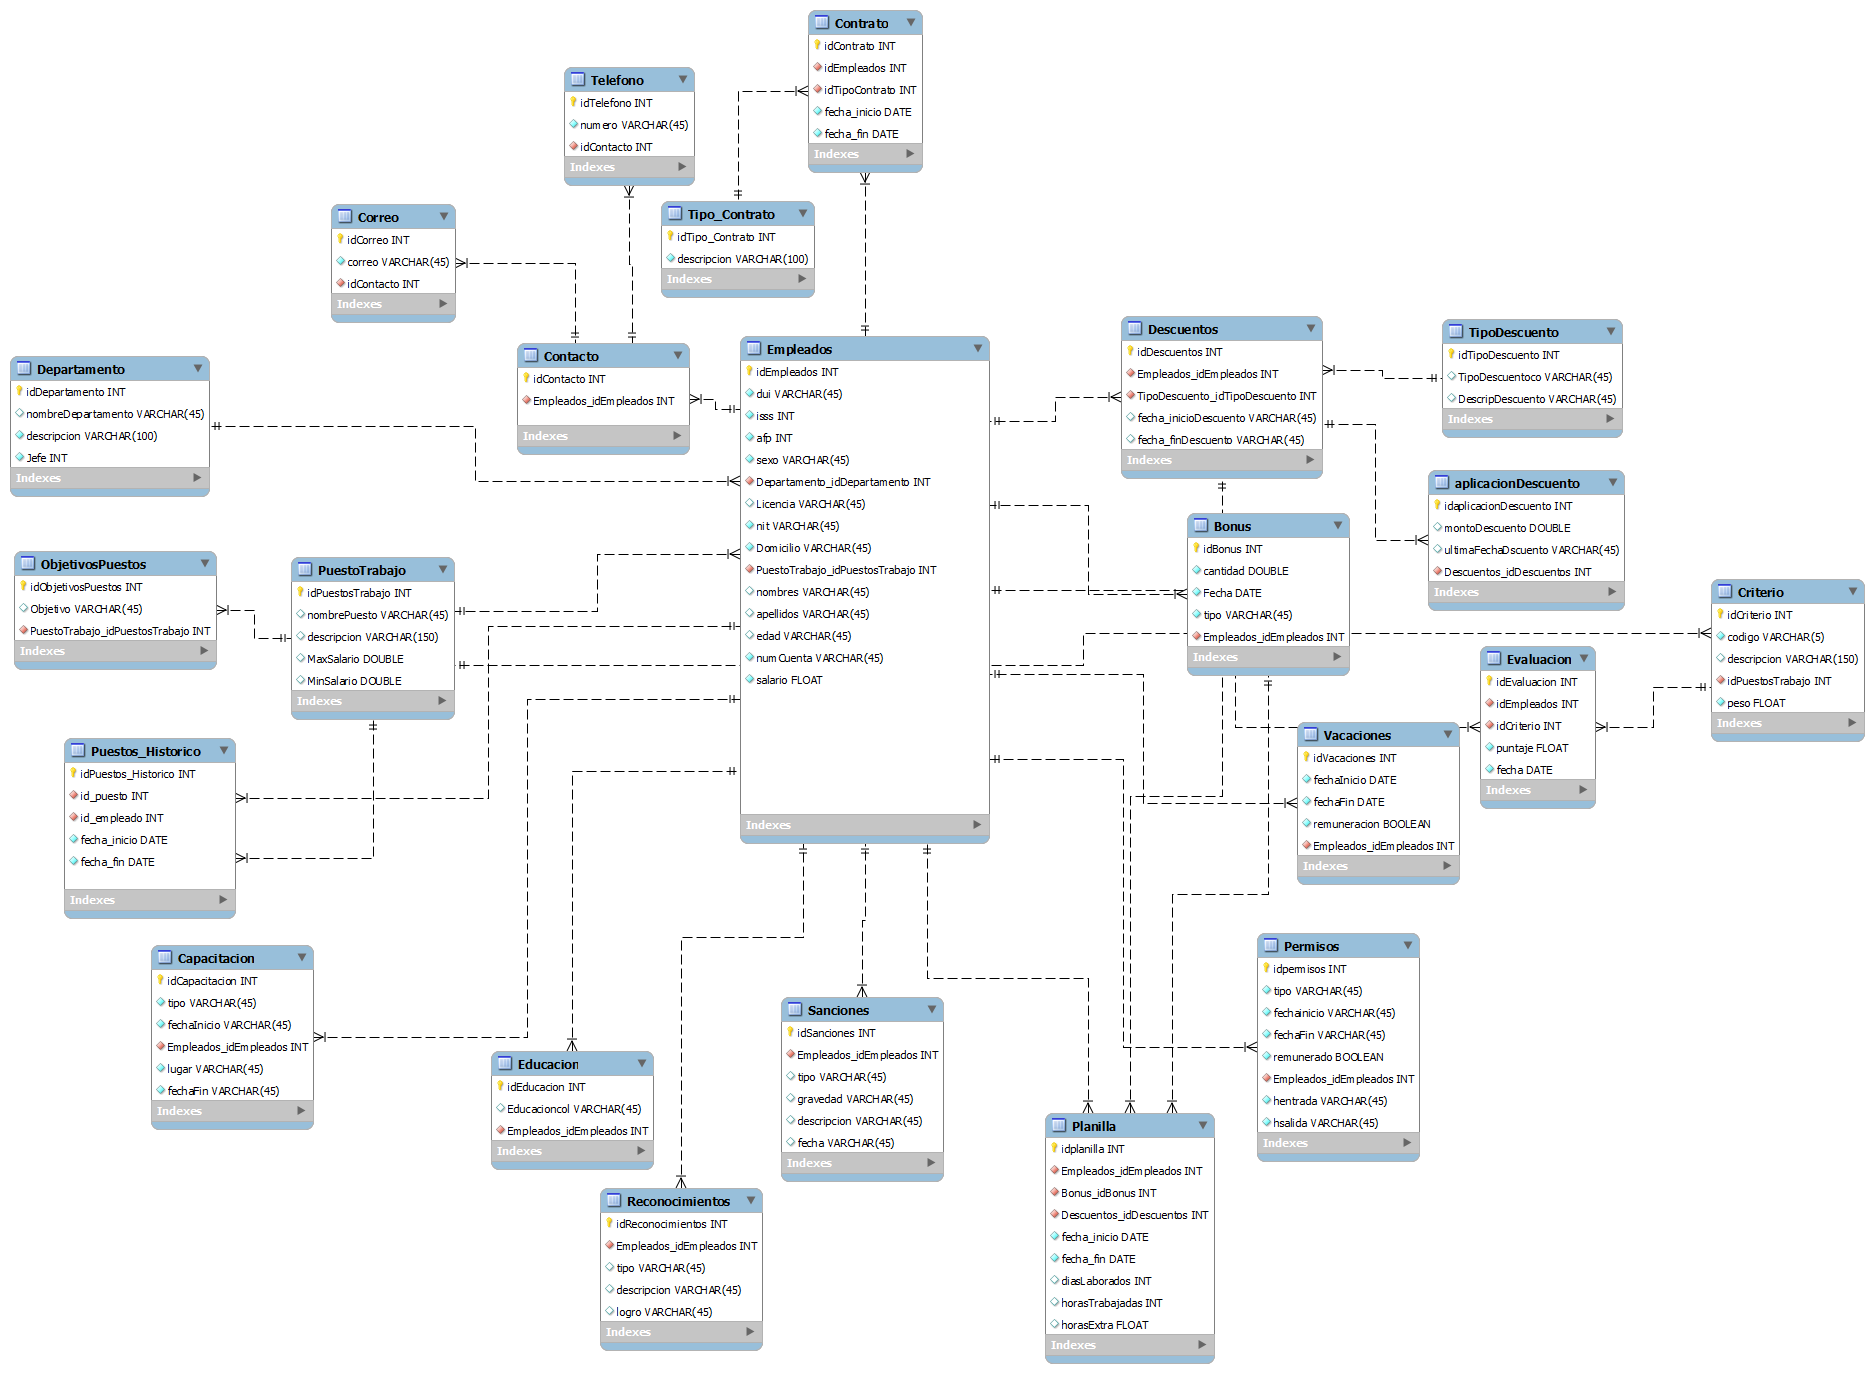 Contrato
idContrato INT
idEmpleados INT
idTipoContrato INT
fecha_inicio DATE
fecha_fin DATE
Indexes
Telefono
idTelefono INT
numero VARCHAR(45)
idContacto INT
Indexes
Tipo_Contrato
idTipo_Contrato INT
descripcion VARCHAR(100)
Indexes
Correo
idCorreo INT
correo VARCHAR(45)
idContacto INT
Indexes
Contacto
idContacto INT
Empleados_idEmpleados INT
Indexes
Departamento
idDepartamento INT
nombreDepartamento VARCHAR(45)
descripcion VARCHAR(100)
Jefe INT
Indexes
Empleados
idEmpleados INT
dui VARCHAR(45)
isss INT
afp INT
sexo VARCHAR(45)
Departamento_idDepartamento INT
Licencia VARCHAR(45)
nit VARCHAR(45)
Domicilio VARCHAR(45)
PuestoTrabajo_idPuestosTrabajo INT
nombres VARCHAR(45)
apellidos VARCHAR(45)
edad VARCHAR(45)
numCuenta VARCHAR(45)
salario FLOAT
Indexes
Descuentos
idDescuentos INT
Empleados_idEmpleados INT
TipoDescuento_idTipoDescuento INT
fecha_inicioDescuento VARCHAR(45)
fecha_finDescuento VARCHAR(45)
Indexes
TipoDescuento
idTipoDescuento INT
TipoDescuentoco VARCHAR(45)
DescripDescuento VARCHAR(45)
Indexes
aplicacionDescuento
idaplicacionDescuento INT
montoDescuento DOUBLE
ultimaFechaDscuento VARCHAR(45)
Descuentos_idDescuentos INT
Indexes
Bonus
idBonus INT
cantidad DOUBLE
Fecha DATE
tipo VARCHAR(45)
Empleados_idEmpleados INT
Indexes
ObjetivosPuestos
idObjetivosPuestos INT
Objetivo VARCHAR(45)
PuestoTrabajo_idPuestosTrabajo INT
Indexes
PuestoTrabajo
idPuestosTrabajo INT
nombrePuesto VARCHAR(45)
descripcion VARCHAR(150)
MaxSalario DOUBLE
MinSalario DOUBLE
Indexes
Criterio
idCriterio INT
codigo VARCHAR(5)
descripcion VARCHAR(150)
idPuestosTrabajo INT
peso FLOAT
Indexes
Evaluacion
idEvaluacion INT
idEmpleados INT
idCriterio INT
puntaje FLOAT
fecha DATE
Indexes
Vacaciones
idVacaciones INT
fechaInicio DATE
fechaFin DATE
remuneracion BOOLEAN
Empleados_idEmpleados INT
Indexes
Puestos_Historico
idPuestos_Historico INT
id_puesto INT
id_empleado INT
fecha_inicio DATE
fecha_fin DATE
Indexes
Capacitacion
idCapacitacion INT
tipo VARCHAR(45)
fechaInicio VARCHAR(45)
Empleados_idEmpleados INT
lugar VARCHAR(45)
fechaFin VARCHAR(45)
Indexes
Educacion
idEducacion INT
Educacioncol VARCHAR(45)
Empleados_idEmpleados INT
Indexes
Sanciones
idSanciones INT
Empleados_idEmpleados INT
tipo VARCHAR(45)
gravedad VARCHAR(45)
descripcion VARCHAR(45)
fecha VARCHAR(45)
Indexes
Permisos
idpermisos INT
tipo VARCHAR(45)
fechainicio VARCHAR(45)
fechaFin VARCHAR(45)
remunerado BOOLEAN
Empleados_idEmpleados INT
hentrada VARCHAR(45)
hsalida VARCHAR(45)
Indexes
Planilla
idplanilla INT
Empleados_idEmpleados INT
Bonus_idBonus INT
Descuentos_idDescuentos INT
fecha_inicio DATE
fecha_fin DATE
diasLaborados INT
horasTrabajadas INT
horasExtra FLOAT
Indexes
Reconocimientos
idReconocimientos INT
Empleados_idEmpleados INT
tipo VARCHAR(45)
descripcion VARCHAR(45)
logro VARCHAR(45)
Indexes